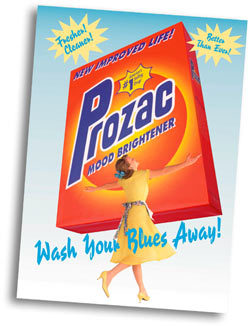 Fresher!
Cleaner!
Better
Than Ever!
NEW IMPROVED LIFE!
#1
Prozac
MOOD BRIGHTENER
Wash Your Blues Away!